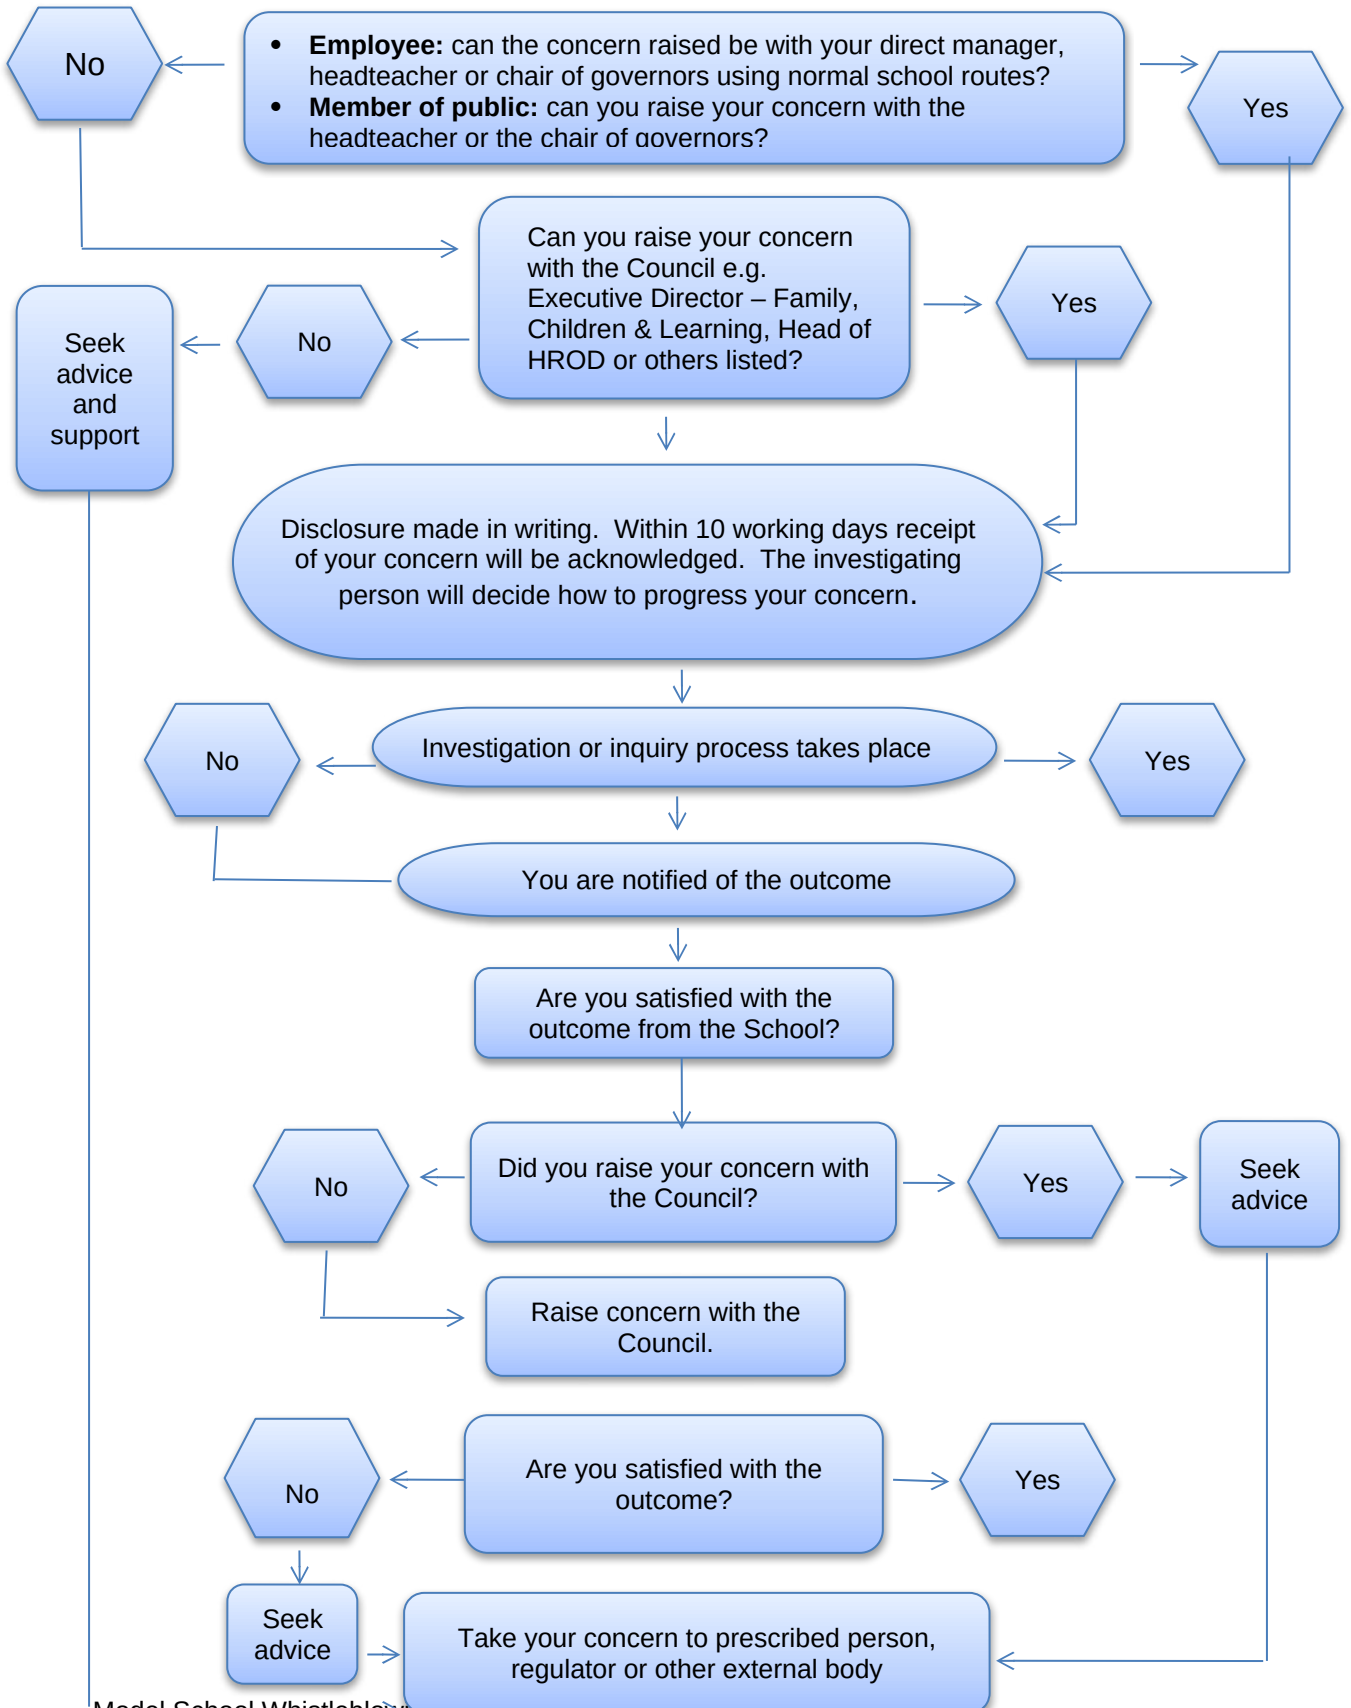 No
• Employee: can the concern raised be with your direct manager,
headteacher or chair of governors using normal school routes?
• Member of public: can you raise your concern with the
headteacher or the chair of governors?
Yes
Can you raise your concern
with the Council e.g.
Executive Director – Family,
Children & Learning, Head of
HROD or others listed?
Yes
No
Seek
advice
and
support
Disclosure made in writing.  Within 10 working days receipt
of your concern will be acknowledged.  The investigating
person will decide how to progress your concern.
No
Investigation or inquiry process takes place
Yes
You are notified of the outcome
Are you satisfied with the
outcome from the School?
No
Did you raise your concern with
the Council?
Yes
Seek
advice
Raise concern with the
Council.
No
Are you satisfied with the
outcome?
Yes
Seek
advice
Take your concern to prescribed person,
regulator or other external body
Model School